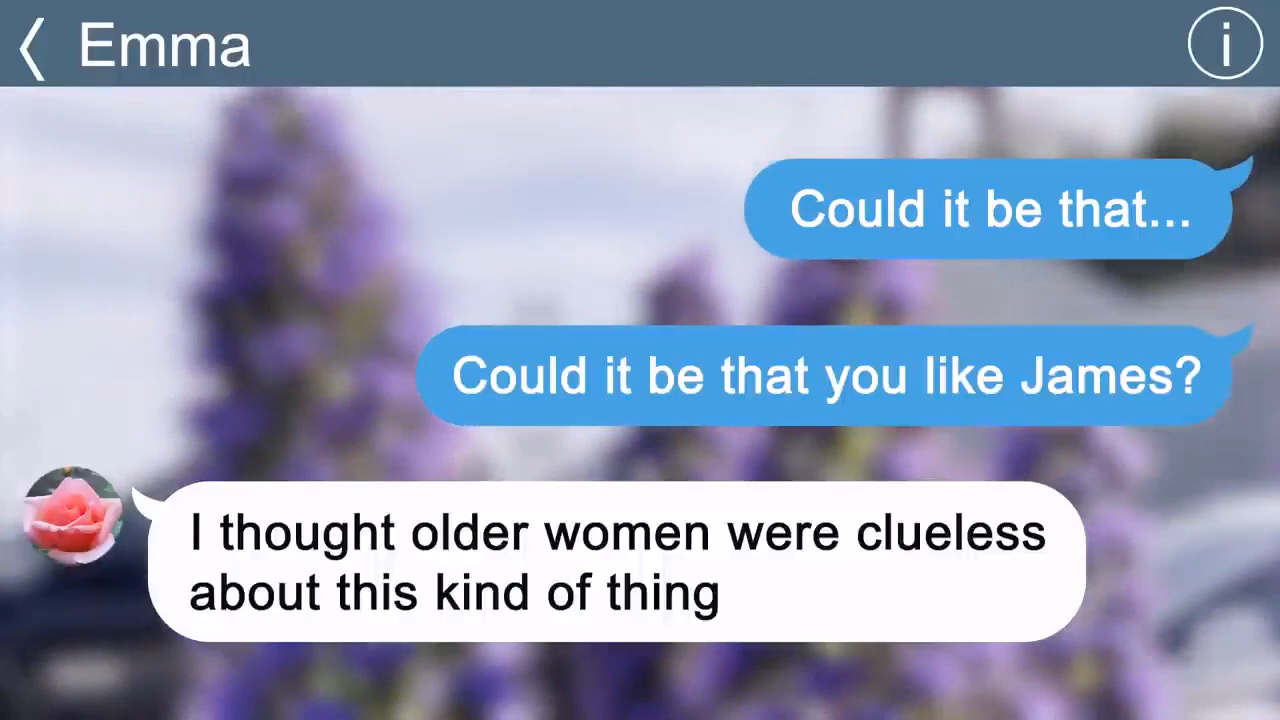 Emma
Could it be that...
Could it be that you like James?
I thought older women were clueless
about this kind of thing